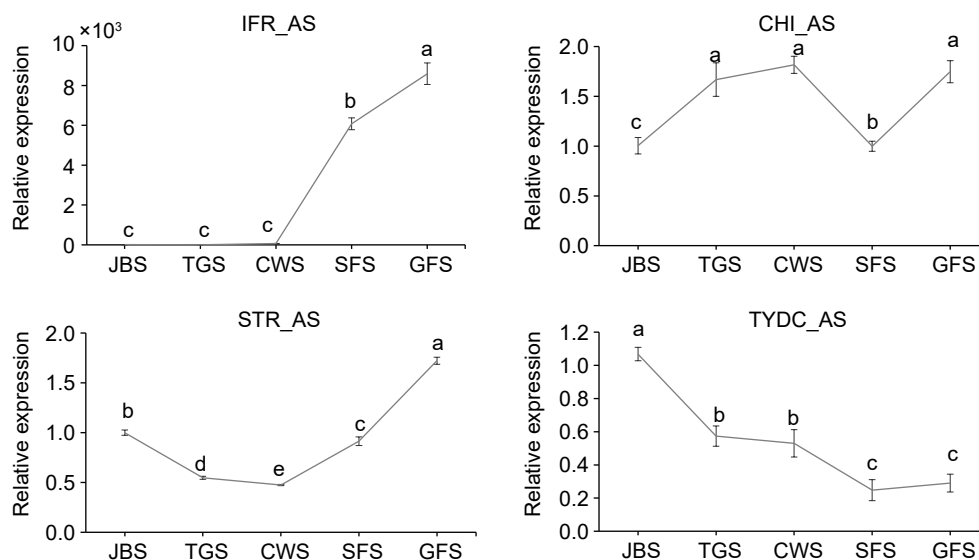 IFR_AS
×10³
Relative expression
10
8
6
4
2
0
c
c
c
b
a
JBS TGS CWS SFS GFS
CHI_AS
Relative expression
2.0
1.5
1.0
0.5
0.0
c
a
a
b
a
JBS TGS CWS SFS GFS
STR_AS
Relative expression
2.0
1.5
1.0
0.5
0.0
b
d
e
c
a
JBS TGS CWS SFS GFS
TYDC_AS
Relative expression
1.2
1.0
0.8
0.6
0.4
0.2
0.0
a
b
b
c
c
JBS TGS CWS SFS GFS